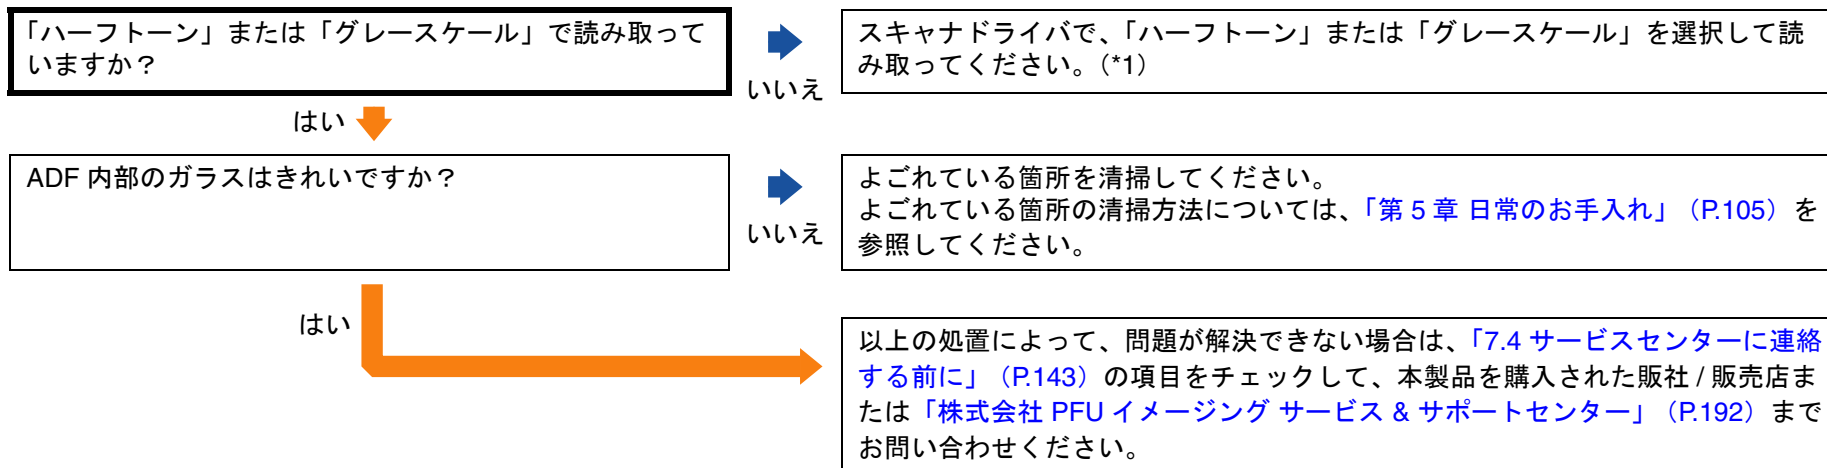 「ハーフトーン」または「グレースケール」で読み取って
いますか？
いいえ
スキャナドライバで、「ハーフトーン」または「グレースケール」を選択して読
み取ってください。（*1）
はい
ADF 内部のガラスはきれいですか？
いいえ
よごれている箇所を清掃してください。
よごれている箇所の清掃方法については、「第 5 章 日常のお手入れ」（P.105）を
参照してください。
はい
以上の処置によって、問題が解決できない場合は、「7.4 サービスセンターに連絡
する前に」（P.143）の項目をチェックして、本製品を購入された販社 / 販売店ま
たは「株式会社 PFU イメージング サービス & サポートセンター」（P.192）まで
お問い合わせください。